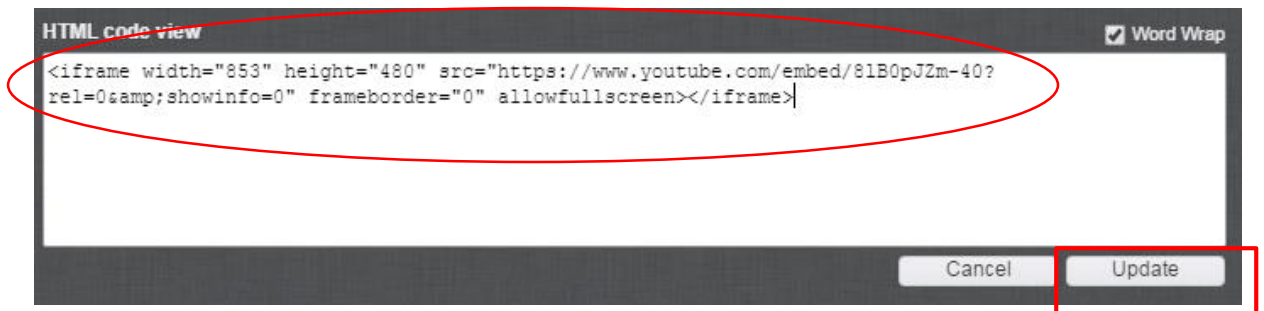 HTML code view
Word Wrap
<iframe width="853" height="480" src="https://www.youtube.com/embed/8lB0pJZm-40?
rel=0&amp;showinfo=0" frameborder="0" allowfullscreen></iframe>
Cancel
Update